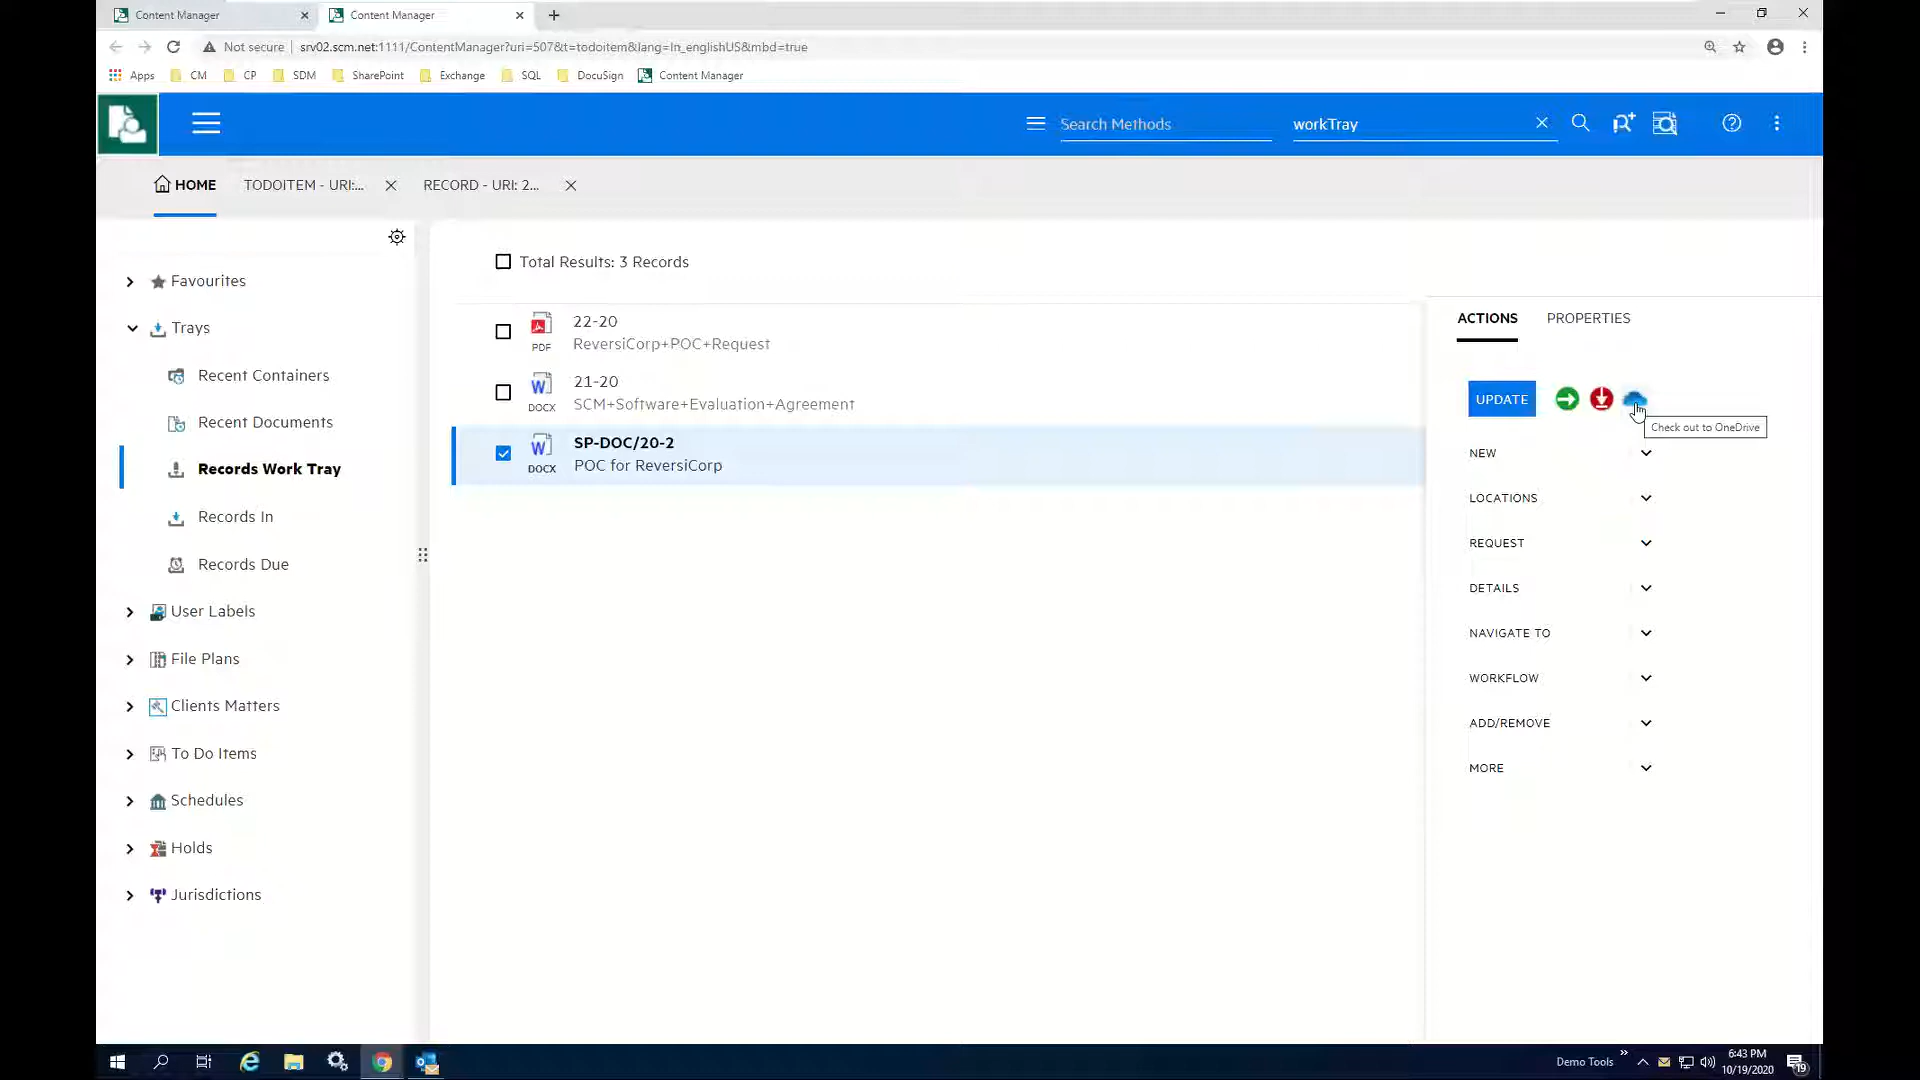 Content Manager
Content Manager
Not secure srv02.scm.net:1111/ContentManager?uri=507&t=todoitem&lang=ln_englishUS&mbd=true
Apps CM CP SDM SharePoint Exchange SQL DocuSign Content Manager
Search Methods workTray
HOME TODOITEM - URI:... RECORD - URI: 2...
Favourites
Trays
Recent Containers
Recent Documents
Records Work Tray
Records In
Records Due
User Labels
File Plans
Clients Matters
To Do Items
Schedules
Holds
Jurisdictions
Total Results: 3 Records
22-20
PDF ReversiCorp+POC+Request
21-20
DOCX SCM+Software+Evaluation+Agreement
SP-DOC/20-2
DOCX POC for ReversiCorp
ACTIONS PROPERTIES
UPDATE
Check out to OneDrive
NEW
LOCATIONS
REQUEST
DETAILS
NAVIGATE TO
WORKFLOW
ADD/REMOVE
MORE
Demo Tools
6:43 PM
10/19/2020
19